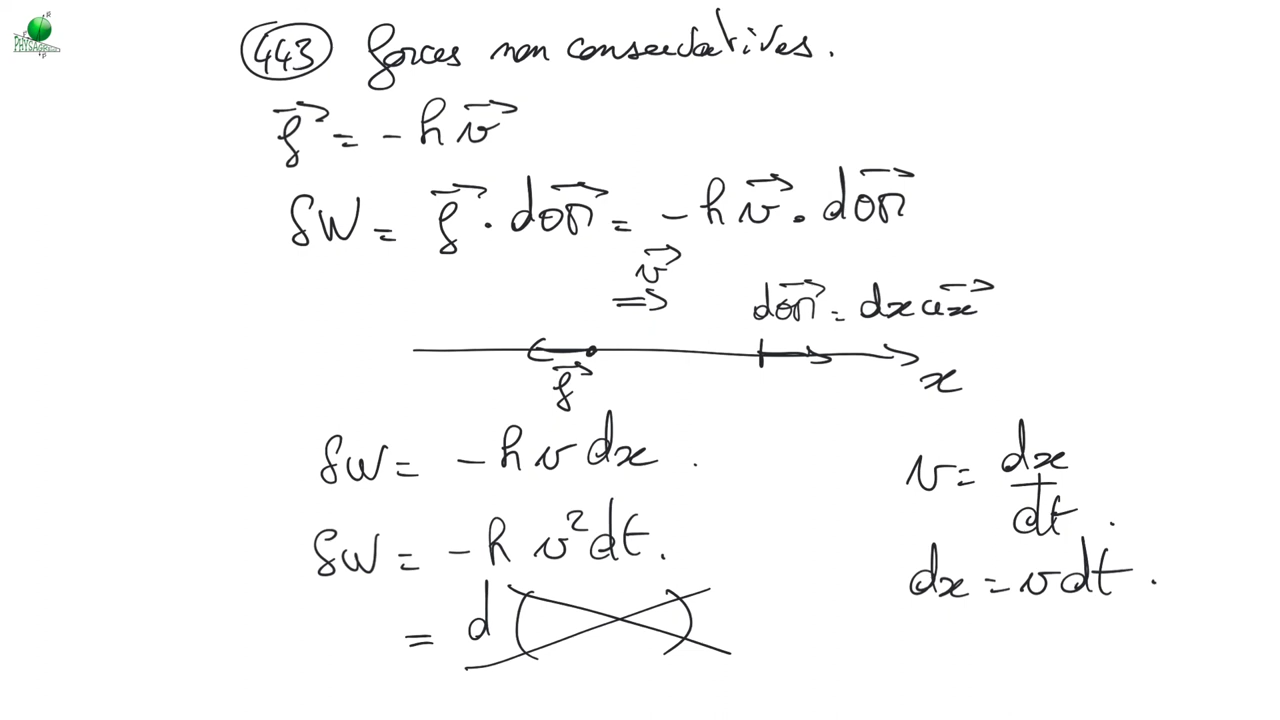 443 forces non conservatives.
f⃗ = - h v⃗
δW = f⃗ . dOM⃗ = - h v⃗ . dOM⃗
v⃗
⇒
dOM⃗ = dx ux⃗
f⃗
x
δW = - h v dx .
v = dx/dt .
δW = - h v² dt .
dx = v dt .
= d ( )